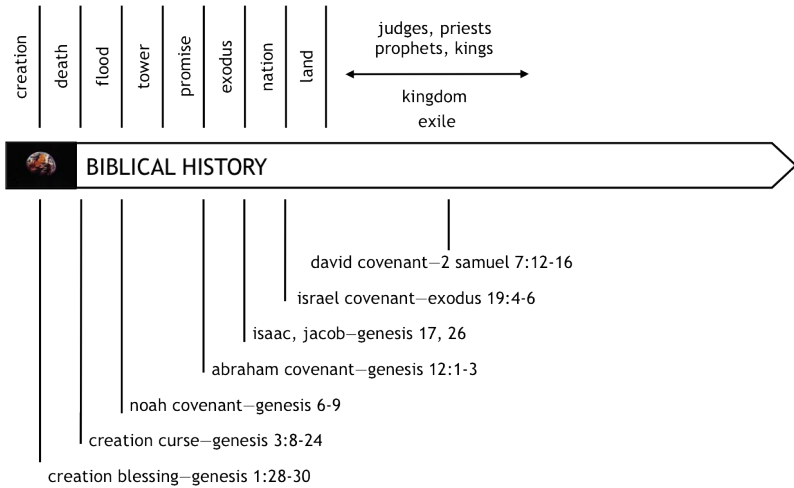 creation
death
flood
tower
promise
exodus
nation
land
judges, priests
prophets, kings
kingdom
exile
BIBLICAL HISTORY
david covenant—2 samuel 7:12-16
israel covenant—exodus 19:4-6
isaac, jacob—genesis 17, 26
abraham covenant—genesis 12:1-3
noah covenant—genesis 6-9
creation curse—genesis 3:8-24
creation blessing—genesis 1:28-30